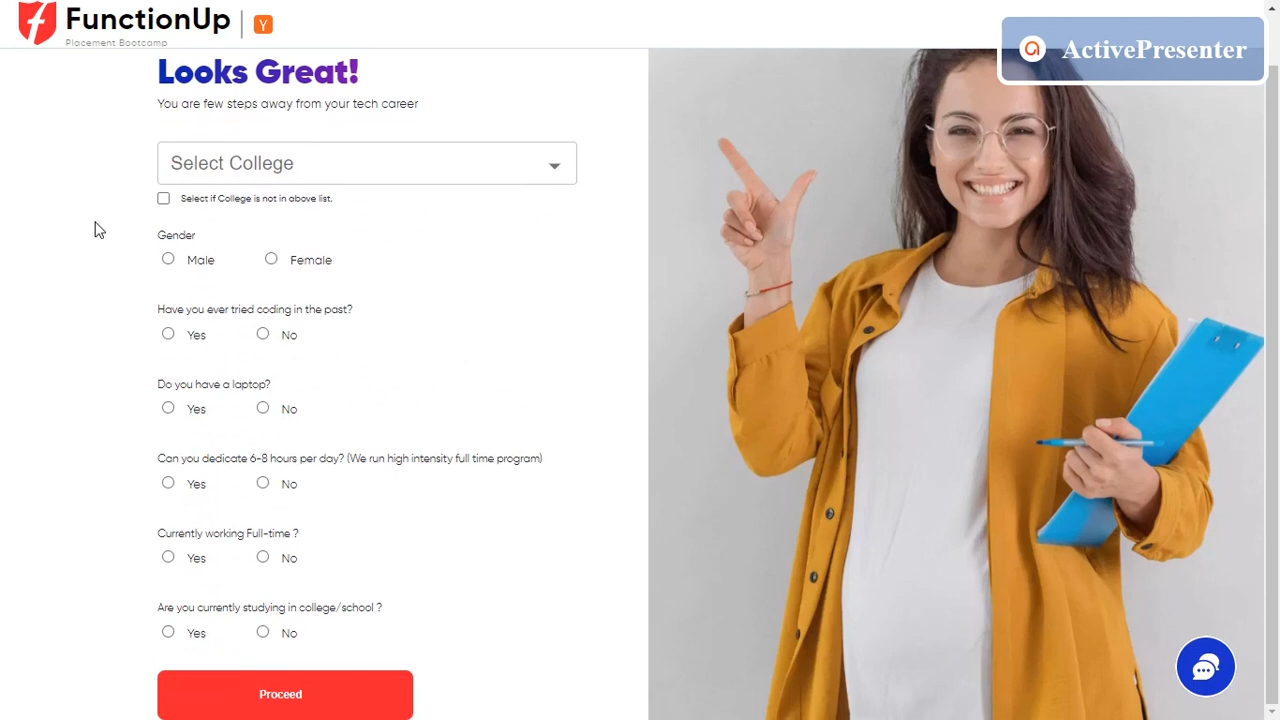 FunctionUp
Placement Bootcamp
Y
ActivePresenter
Looks Great!
You are few steps away from your tech career
Select College
Select if College is not in above list.
Gender
Male Female
Have you ever tried coding in the past?
Yes No
Do you have a laptop?
Yes No
Can you dedicate 6-8 hours per day? (We run high intensity full time program)
Yes No
Currently working Full-time ?
Yes No
Are you currently studying in college/school ?
Yes No
Proceed